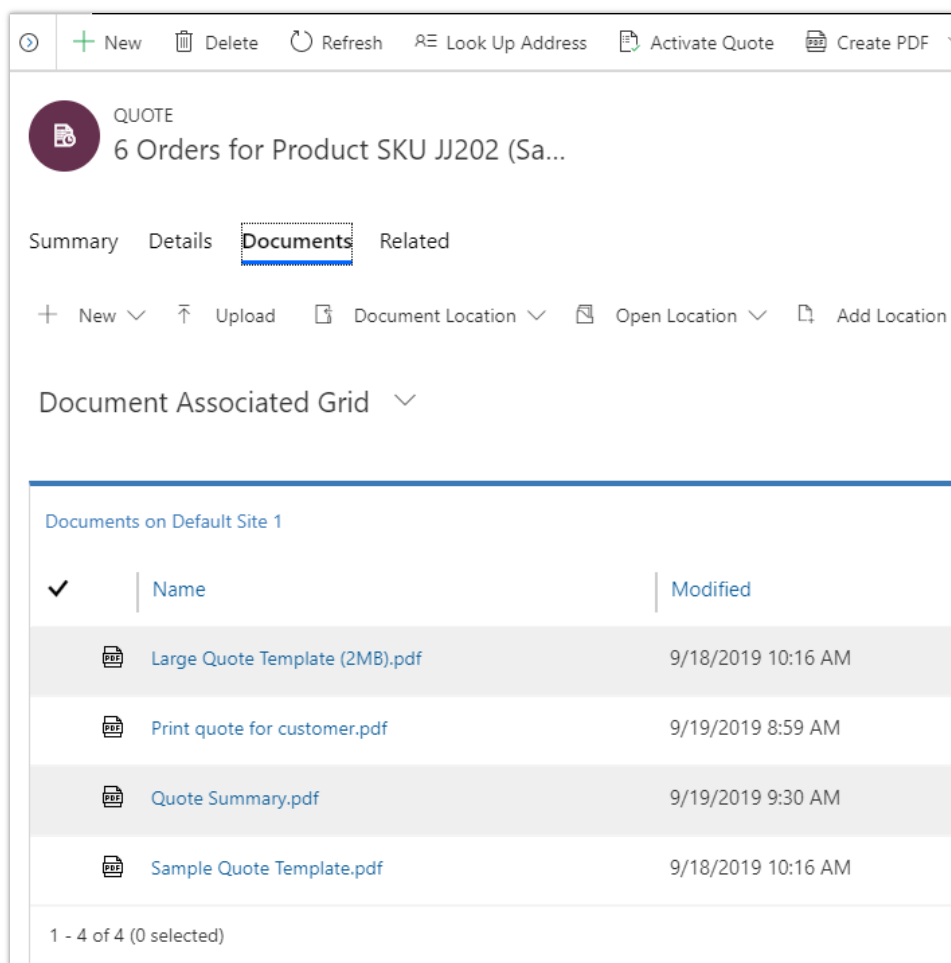 New Delete Refresh Look Up Address Activate Quote Create PDF
QUOTE
6 Orders for Product SKU JJ202 (Sa...
Summary Details Documents Related
New Upload Document Location Open Location Add Location
Document Associated Grid
Documents on Default Site 1
Name Modified
PDF Large Quote Template (2MB).pdf 9/18/2019 10:16 AM
PDF Print quote for customer.pdf 9/19/2019 8:59 AM
PDF Quote Summary.pdf 9/19/2019 9:30 AM
PDF Sample Quote Template.pdf 9/18/2019 10:16 AM
1 - 4 of 4 (0 selected)